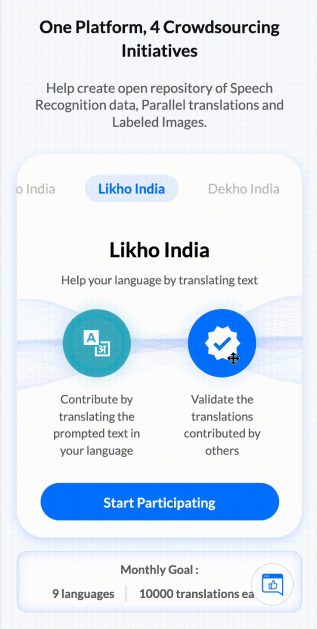 One Platform, 4 Crowdsourcing
Initiatives
Help create open repository of Speech
Recognition data, Parallel translations and
Labeled Images.
o India
Likho India
Dekho India
Likho India
Help your language by translating text
A
अ
Contribute by
translating the
prompted text in
your language
Validate the
translations
contributed by
others
Start Participating
Monthly Goal :
9 languages
10000 translations ea